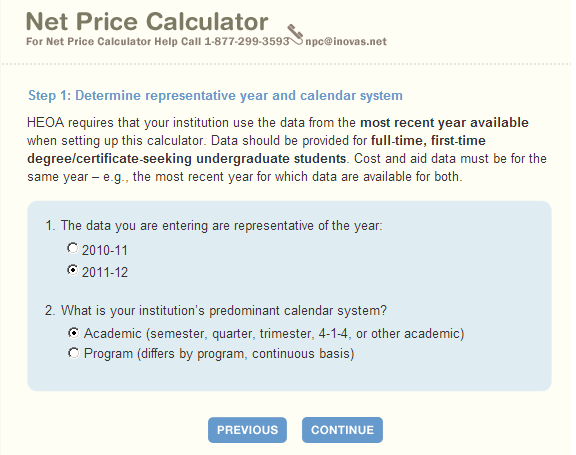 Net Price Calculator
For Net Price Calculator Help Call 1-877-299-3593 npc@inovas.net
Step 1: Determine representative year and calendar system
HEOA requires that your institution use the data from the most recent year available
when setting up this calculator. Data should be provided for full-time, first-time
degree/certificate-seeking undergraduate students. Cost and aid data must be for the
same year – e.g., the most recent year for which data are available for both.
1. The data you are entering are representative of the year:
2010-11
2011-12
2. What is your institution's predominant calendar system?
Academic (semester, quarter, trimester, 4-1-4, or other academic)
Program (differs by program, continuous basis)
PREVIOUS CONTINUE